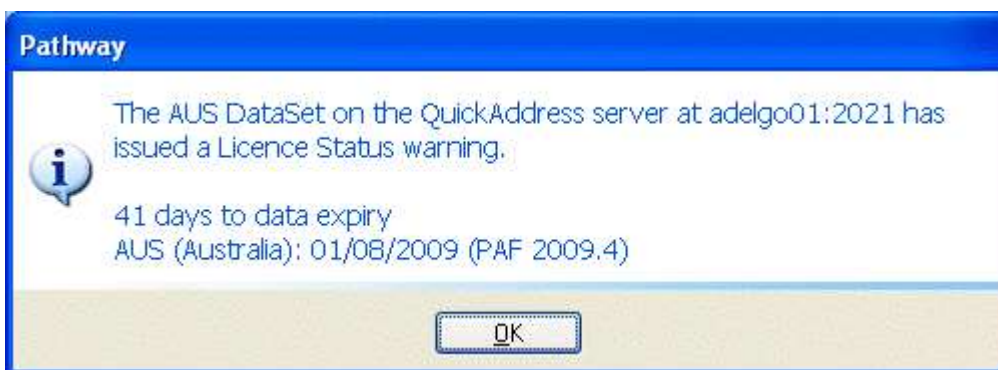 Pathway
The AUS DataSet on the QuickAddress server at adelgo01:2021 has
issued a Licence Status warning.
41 days to data expiry
AUS (Australia): 01/08/2009 (PAF 2009.4)
OK